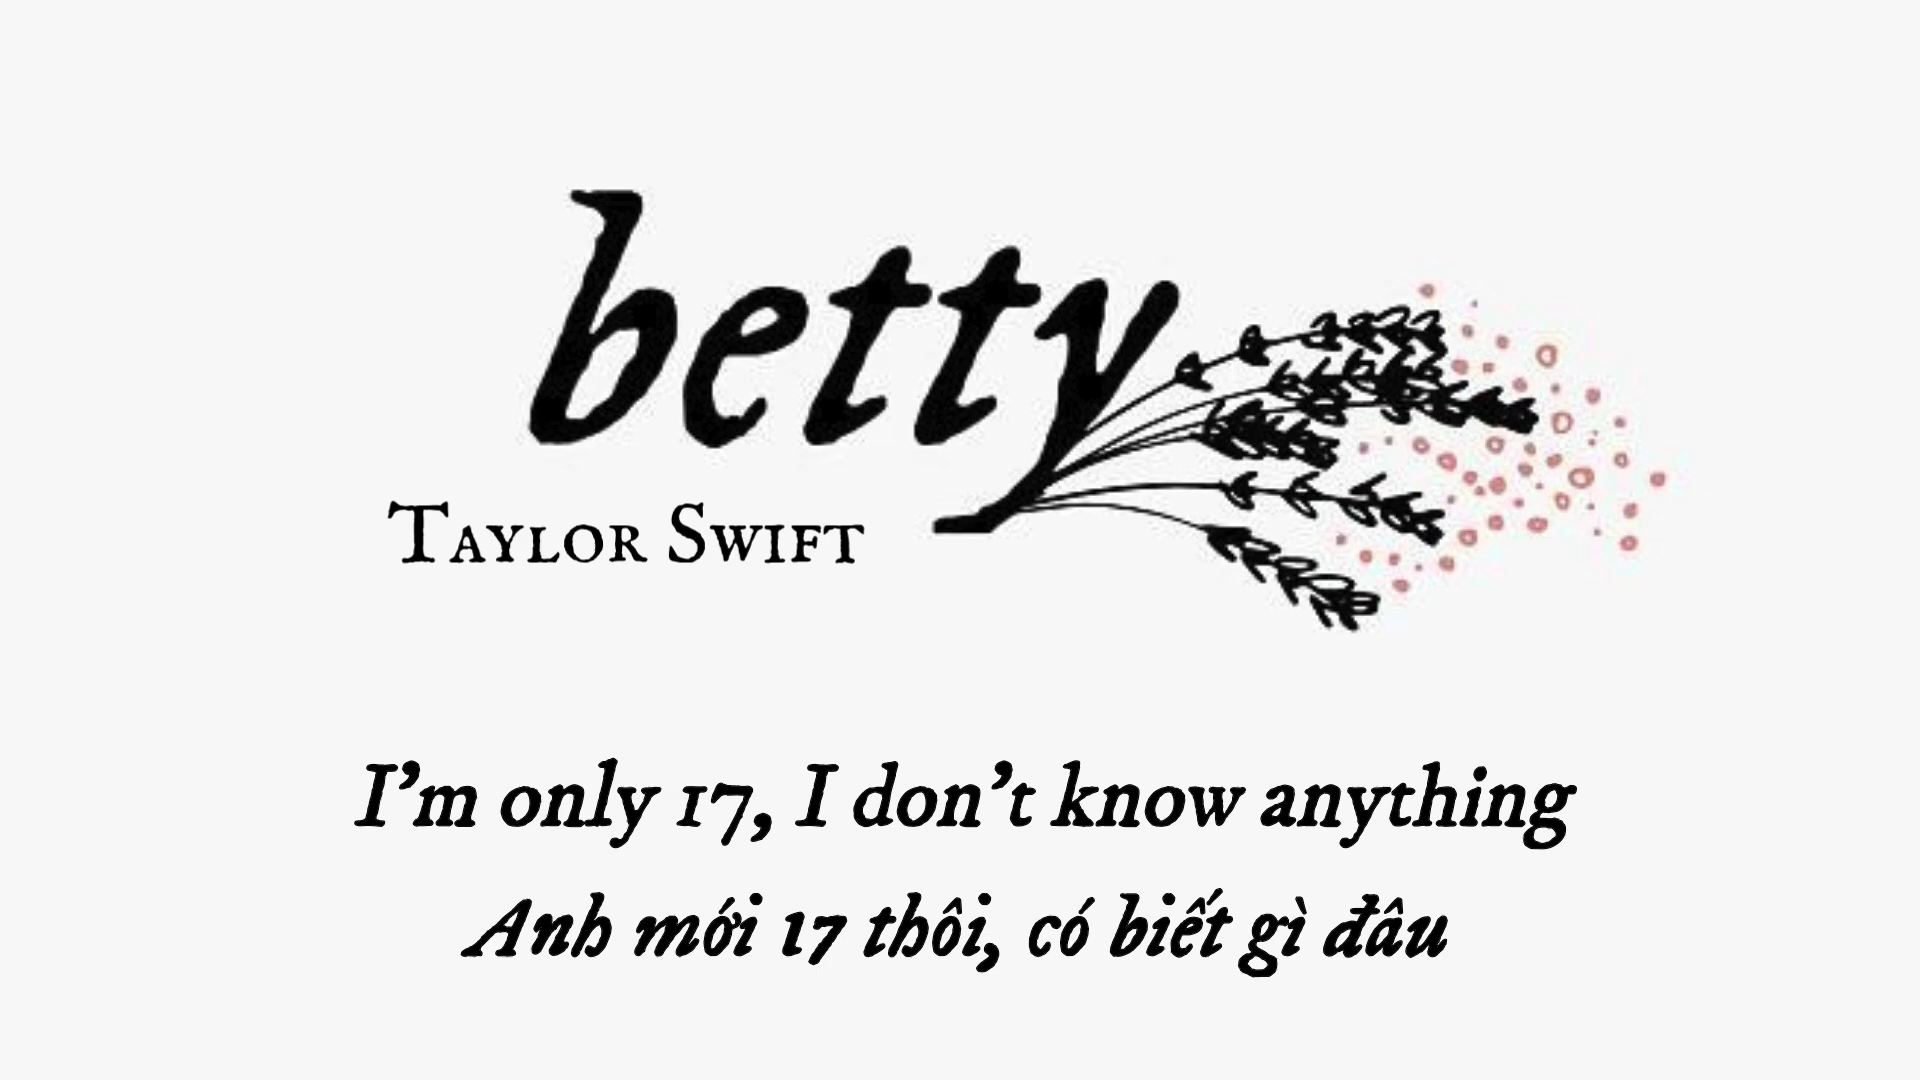 betty
Taylor Swift
I'm only 17, I don't know anything
Anh mới 17 thôi, có biết gì đâu